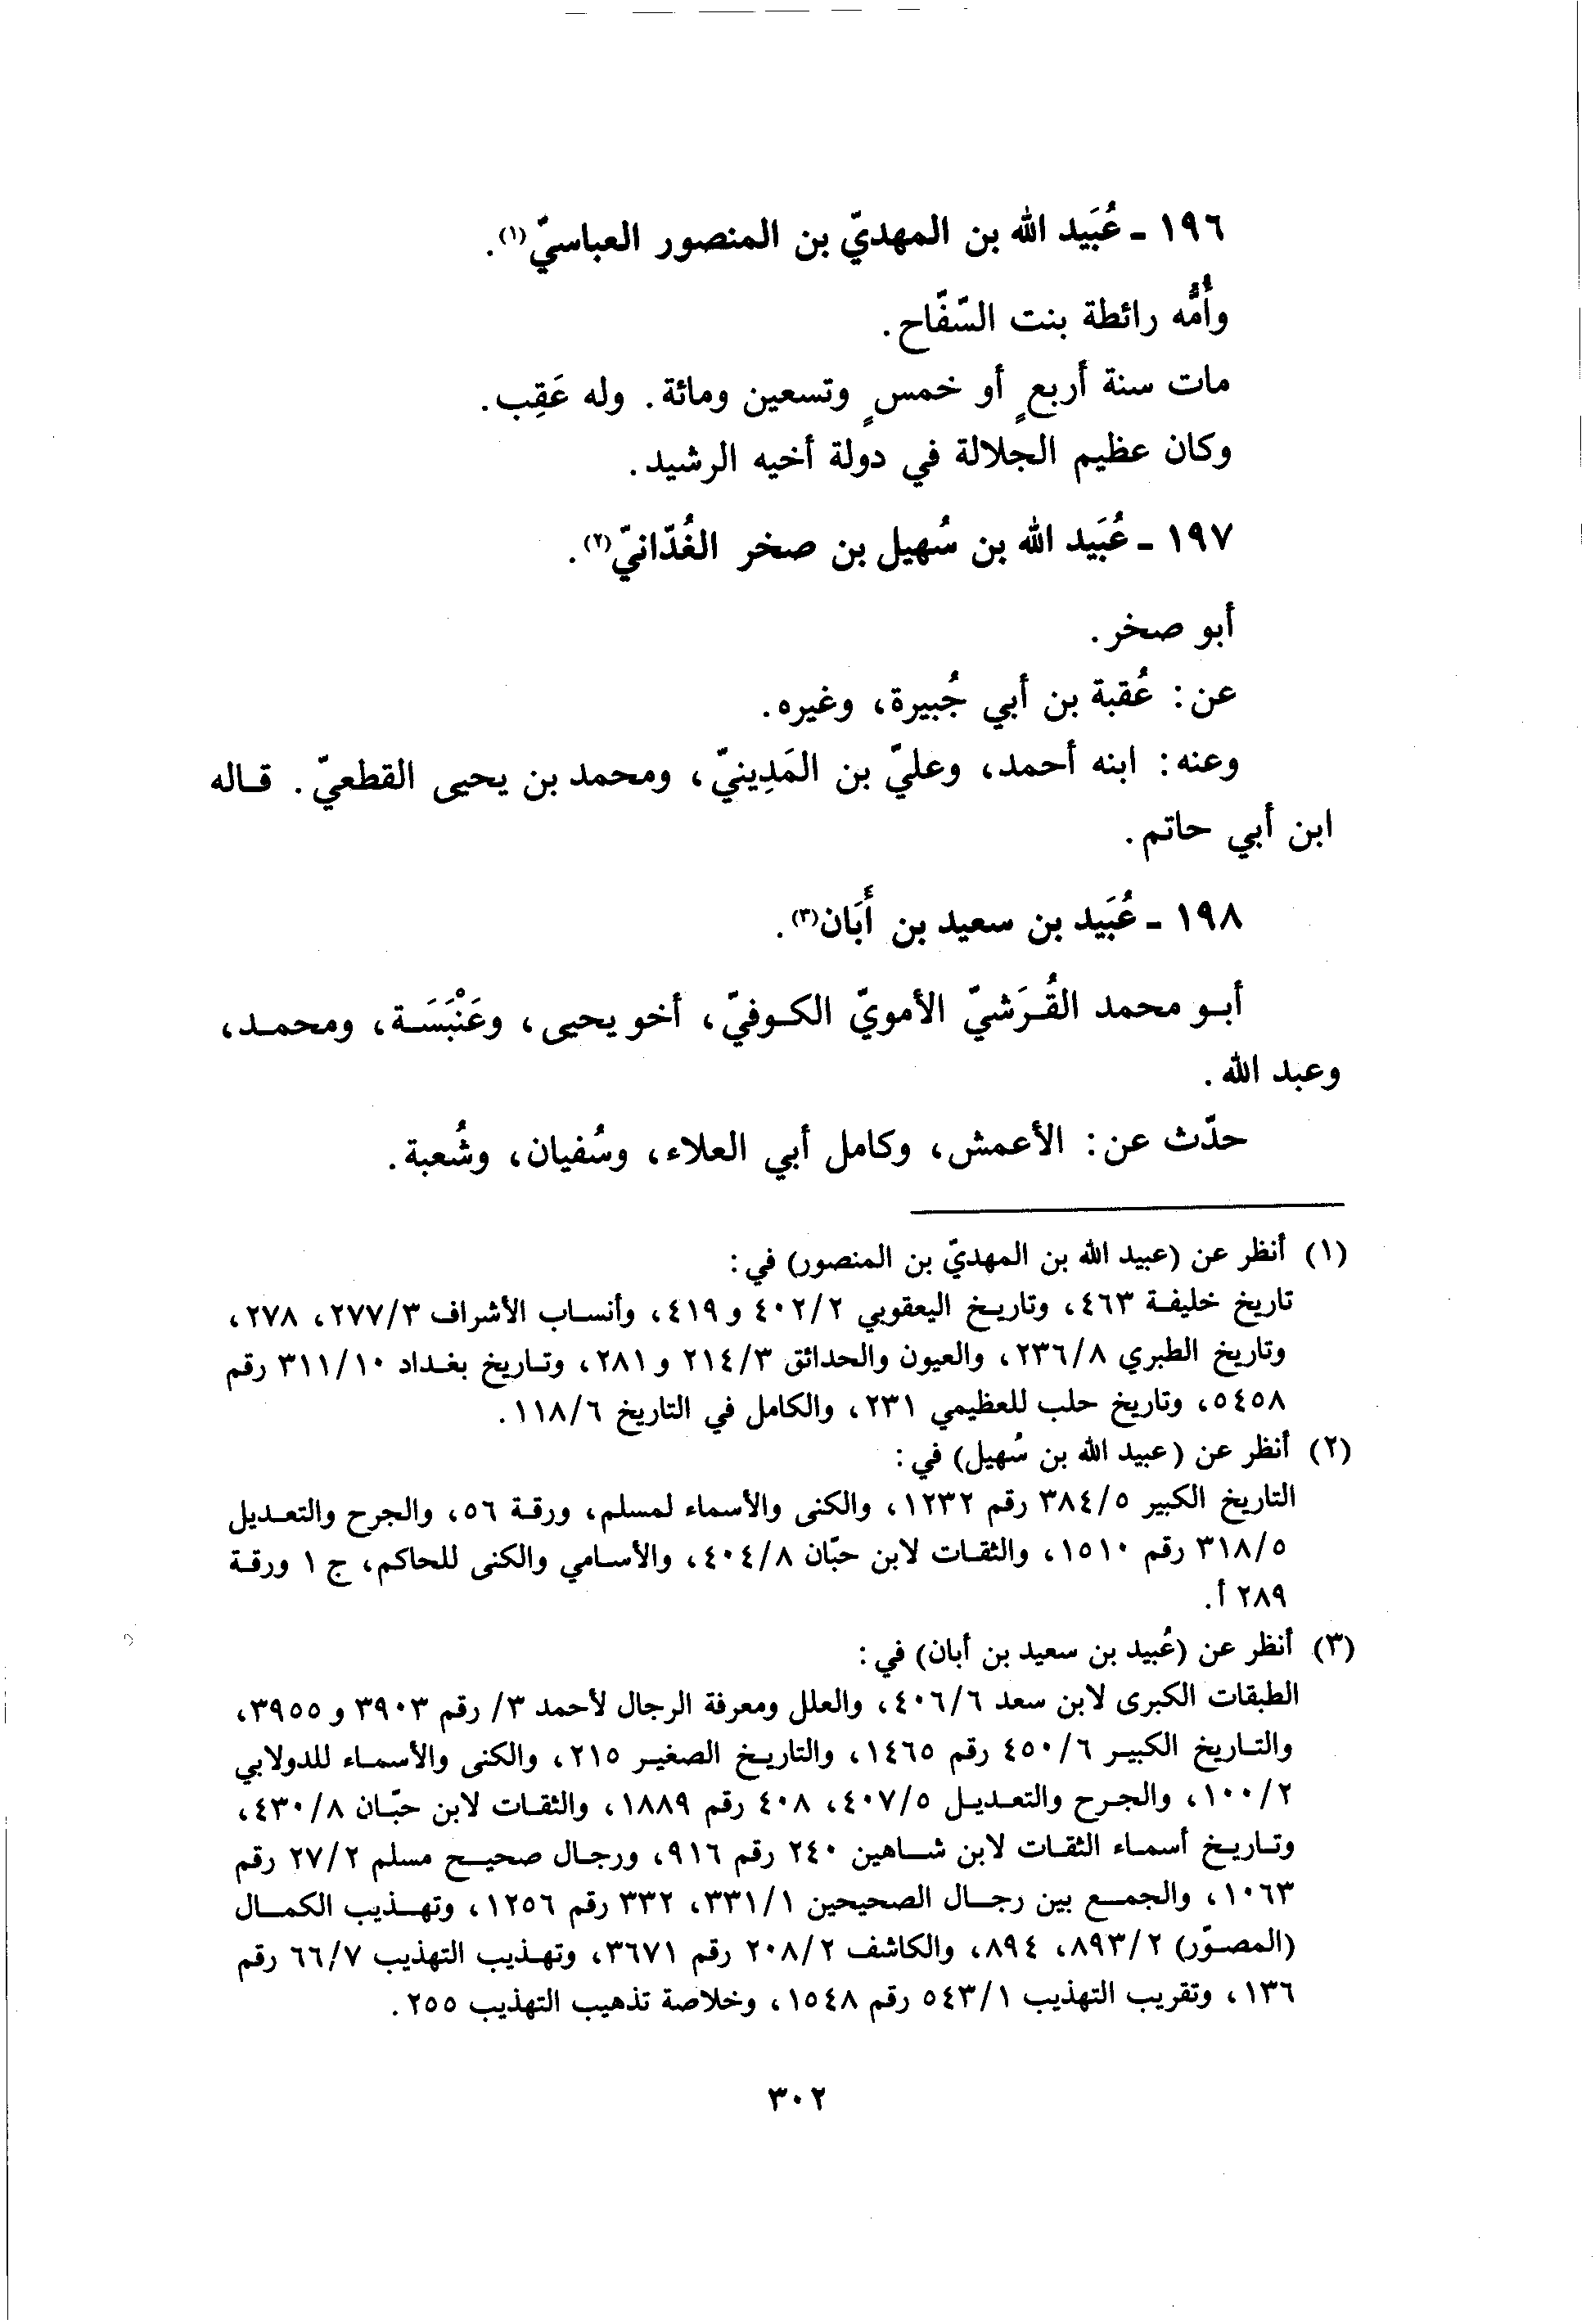 ١٩٦ - عُبَيد الله بن المهديّ بن المنصور العباسيّ(١).
وأُمُّه رائطة بنت السّفّاح.
مات سنة أربعٍ أو خمسٍ وتسعين ومائة. وله عَقِب.
وكان عظيم الجلالة في دولة أخيه الرشيد.
١٩٧ - عُبَيد الله بن سُهيل بن صخر الغُدّانيّ(٢).
أبو صخر.
عن: عُقبة بن أبي جُبيرة، وغيره.
وعنه: ابنه أحمد، وعليّ بن المَدِينيّ، ومحمد بن يحيى القطعيّ. قاله
ابن أبي حاتم.
١٩٨ - عُبَيد بن سعيد بن أَبَان(٣).
أبو محمد القُرَشيّ الأمويّ الكوفيّ، أخو يحيى، وعَنْبَسَة، ومحمد،
وعبد الله.
حدّث عن: الأعمش، وكامل أبي العلاء، وسُفيان، وشُعبة.
(١) أنظر عن (عبيد الله بن المهديّ بن المنصور) في:
تاريخ خليفة ٤٦٣، وتاريخ اليعقوبي ٤٠٢/٢ و ٤١٩، وأنساب الأشراف ٢٧٧/٣، ٢٧٨،
وتاريخ الطبري ٢٣٦/٨، والعيون والحدائق ٢١٤/٣ و ٢٨١، وتاريخ بغداد ٣١١/١٠ رقم
٥٤٥٨، وتاريخ حلب للعظيمي ٢٣١، والكامل في التاريخ ١١٨/٦.
(٢) أنظر عن (عبيد الله بن سُهيل) في:
التاريخ الكبير ٣٨٤/٥ رقم ١٢٣٢، والكنى والأسماء لمسلم، ورقة ٥٦، والجرح والتعديل
٣١٨/٥ رقم ١٥١٠، والثقات لابن حبّان ٤٠٤/٨، والأسامي والكنى للحاكم، ج ١ ورقة
٢٨٩ أ.
(٣) أنظر عن (عُبيد بن سعيد بن أبان) في:
الطبقات الكبرى لابن سعد ٤٠٦/٦، والعلل ومعرفة الرجال لأحمد ٣/ رقم ٣٩٠٣ و ٣٩٥٥،
والتاريخ الكبير ٤٥٠/٦ رقم ١٤٦٥، والتاريخ الصغير ٢١٥، والكنى والأسماء للدولابي
١٠٠/٢، والجرح والتعديل ٤٠٧/٥، ٤٠٨ رقم ١٨٨٩، والثقات لابن حبّان ٤٣٠/٨،
وتاريخ أسماء الثقات لابن شاهين ٢٤٠ رقم ٩١٦، ورجال صحيح مسلم ٢٧/٢ رقم
١٠٦٣، والجمع بين رجال الصحيحين ٣٣١/١، ٣٣٢ رقم ١٢٥٦، وتهذيب الكمال
(المصوّر) ٨٩٣/٢، ٨٩٤، والكاشف ٢٠٨/٢ رقم ٣٦٧١، وتهذيب التهذيب ٦٦/٧ رقم
١٣٦، وتقريب التهذيب ٥٤٣/١ رقم ١٥٤٨، وخلاصة تذهيب التهذيب ٢٥٥.
٣٠٢